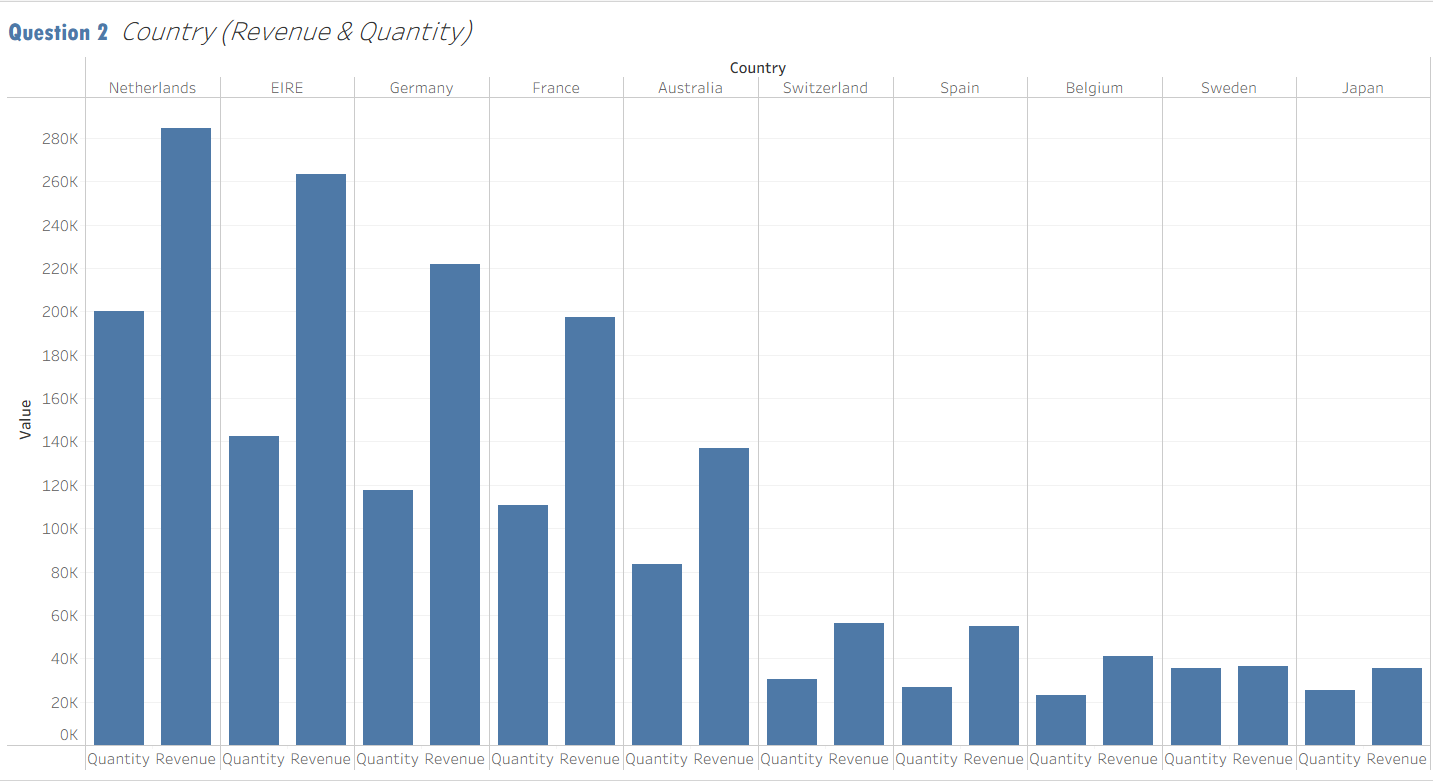 Question 2 Country (Revenue & Quantity)
Country
Netherlands EIRE Germany France Australia Switzerland Spain Belgium Sweden Japan
280K
260K
240K
220K
200K
180K
160K
140K
120K
100K
80K
60K
40K
20K
0K
Value
Quantity Revenue Quantity Revenue Quantity Revenue Quantity Revenue Quantity Revenue Quantity Revenue Quantity Revenue Quantity Revenue Quantity Revenue Quantity Revenue